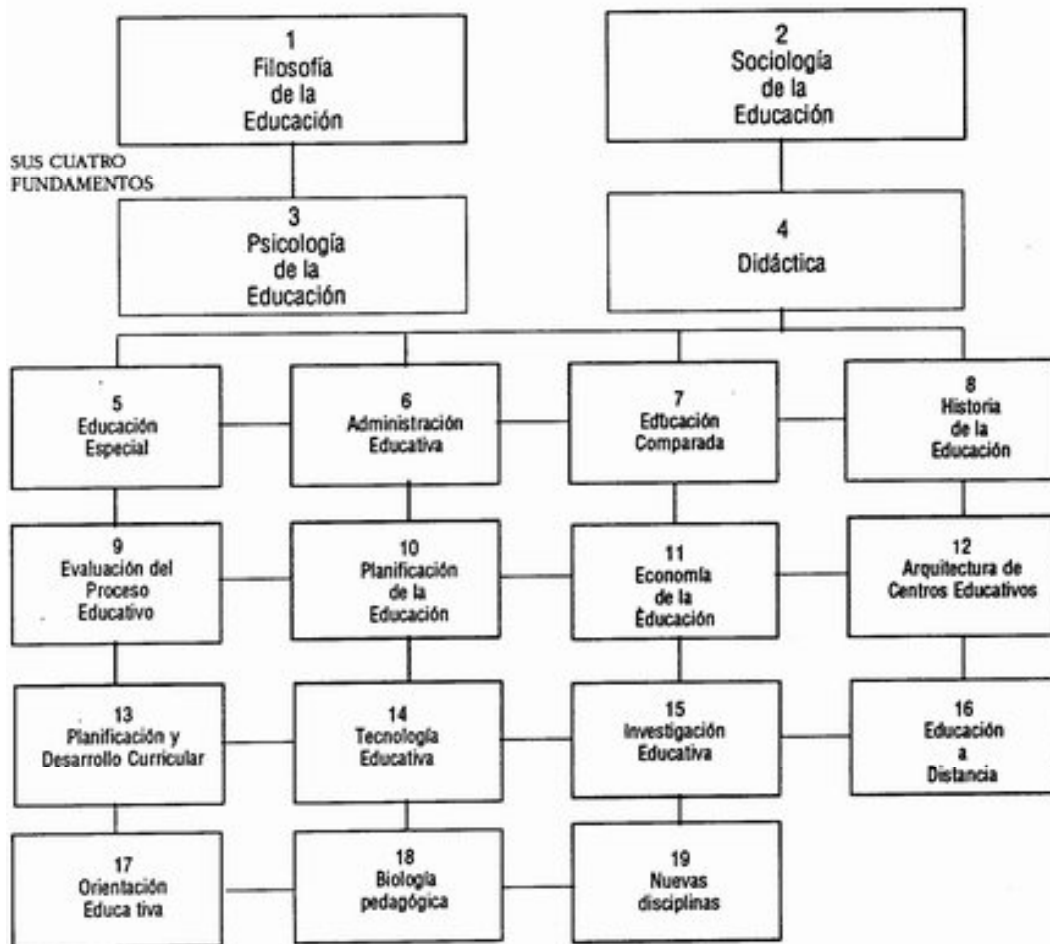 1
Filosofía
de la
Educación
2
Sociología
de la
Educación
SUS CUATRO
FUNDAMENTOS
3
Psicología
de la
Educación
4
Didáctica
5
Educación
Especial
6
Administración
Educativa
7
Edbcación
Comparada
8
Historia
de la
Educación
9
Evaluación del
Proceso
Educativo
10
Planificación
de la
Educación
11
Economía
de la
Éducación
12
Arquitectura de
Centros Educativos
13
Planificación y
Desarrollo Curricular
14
Tecnología
Educativa
15
Investigación
Educativa
16
Educación
a
Distancia
17
Orientación
Educa tiva
18
Biología
pedagógica
19
Nuevas
disciplinas